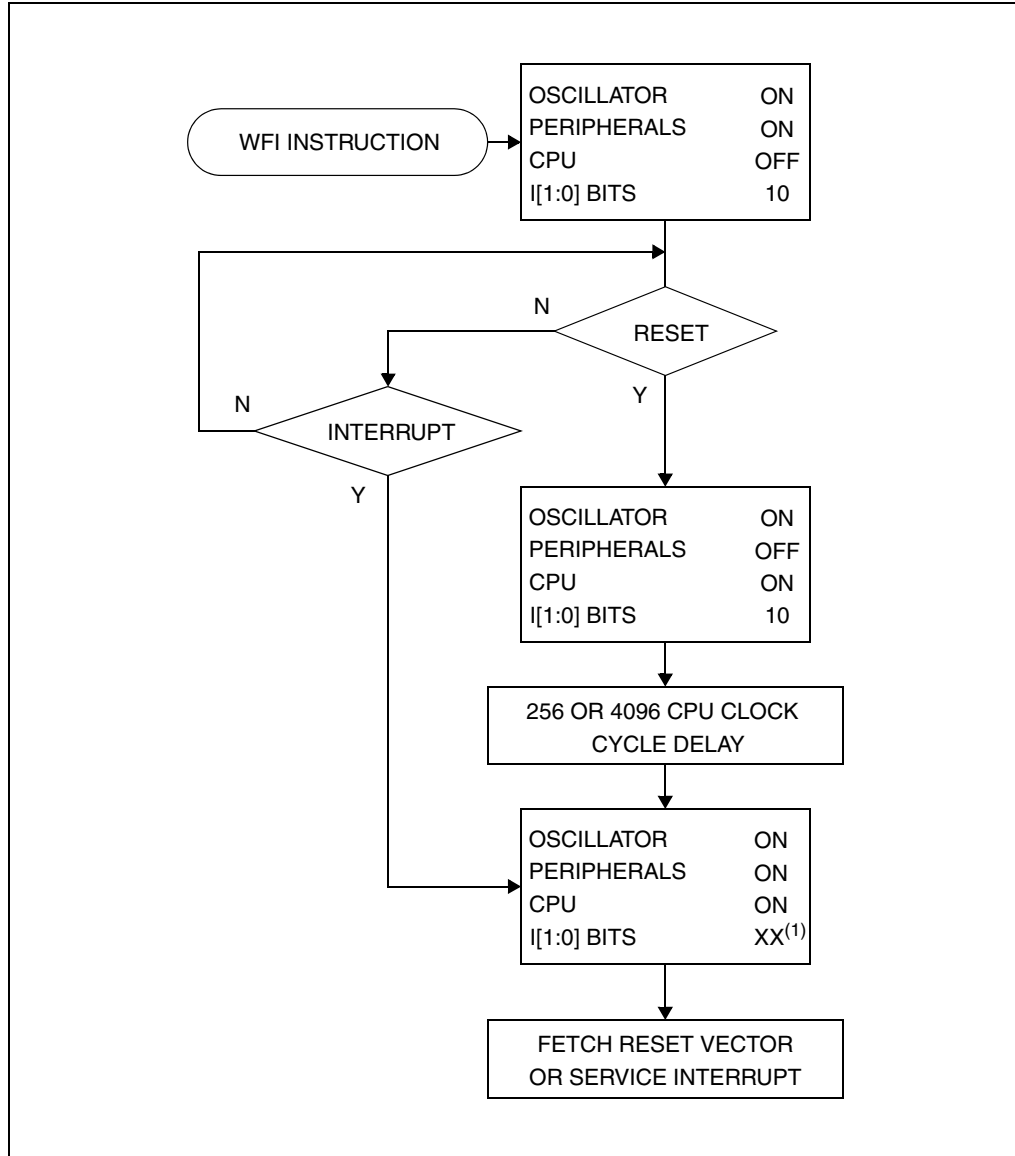 WFI INSTRUCTION
OSCILLATOR ON
PERIPHERALS ON
CPU OFF
I[1:0] BITS 10
N
RESET
Y
N
INTERRUPT
Y
OSCILLATOR ON
PERIPHERALS OFF
CPU ON
I[1:0] BITS 10
256 OR 4096 CPU CLOCK
CYCLE DELAY
OSCILLATOR ON
PERIPHERALS ON
CPU ON
I[1:0] BITS XX(1)
FETCH RESET VECTOR
OR SERVICE INTERRUPT